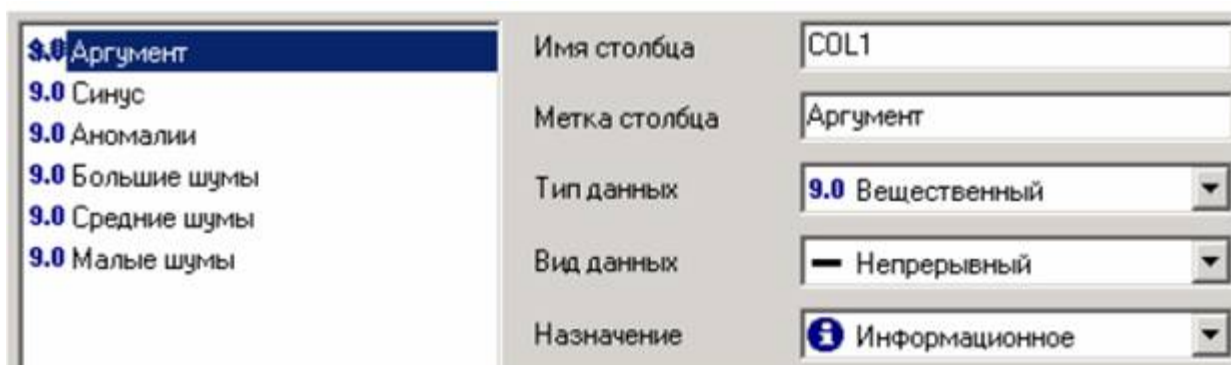 9.0 Аргумент
9.0 Синус
9.0 Аномалии
9.0 Большие шумы
9.0 Средние шумы
9.0 Малые шумы
Имя столбца COL1
Метка столбца Аргумент
Тип данных 9.0 Вещественный
Вид данных Непрерывный
Назначение Информационное